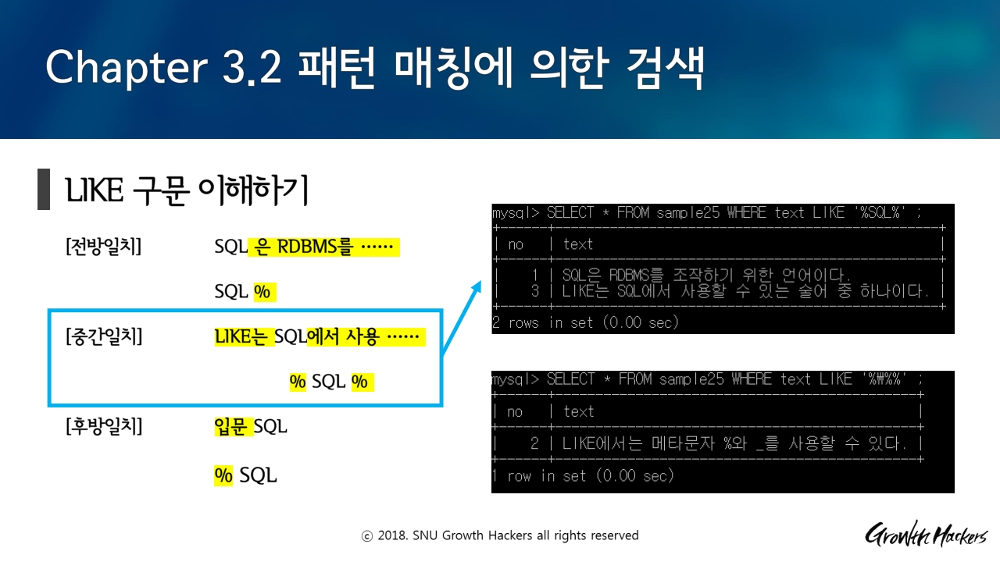 Chapter 3.2 패턴 매칭에 의한 검색
LIKE 구문 이해하기
[전방일치] SQL 은 RDBMS를 ……
SQL %
[중간일치] LIKE는 SQL에서 사용 ……
% SQL %
[후방일치] 입문 SQL
% SQL
mysql> SELECT * FROM sample25 WHERE text LIKE '%SQL%' ;
+------+--------------------------------------------------+
| no | text |
+------+--------------------------------------------------+
| 1 | SQL은 RDBMS를 조작하기 위한 언어이다. |
| 3 | LIKE는 SQL에서 사용할 수 있는 술어 중 하나이다. |
+------+--------------------------------------------------+
2 rows in set (0.00 sec)
mysql> SELECT * FROM sample25 WHERE text LIKE '%₩%%' ;
+------+-----------------------------------------------+
| no | text |
+------+-----------------------------------------------+
| 2 | LIKE에서는 메타문자 %와 _를 사용할 수 있다. |
+------+-----------------------------------------------+
1 row in set (0.00 sec)
ⓒ 2018. SNU Growth Hackers all rights reserved
Growth Hackers